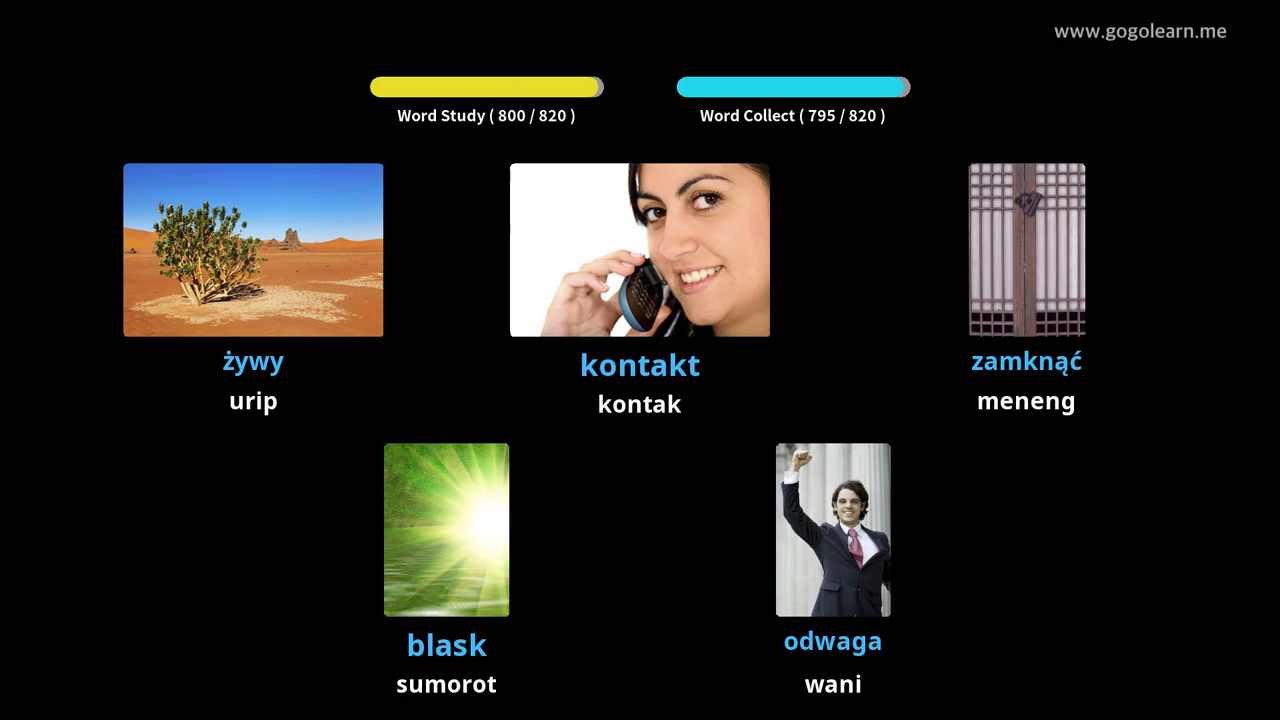 www.gogolearn.me
Word Study ( 800 / 820 )
Word Collect ( 795 / 820 )
żywy
urip
kontakt
kontak
zamknąć
meneng
blask
sumorot
odwaga
wani